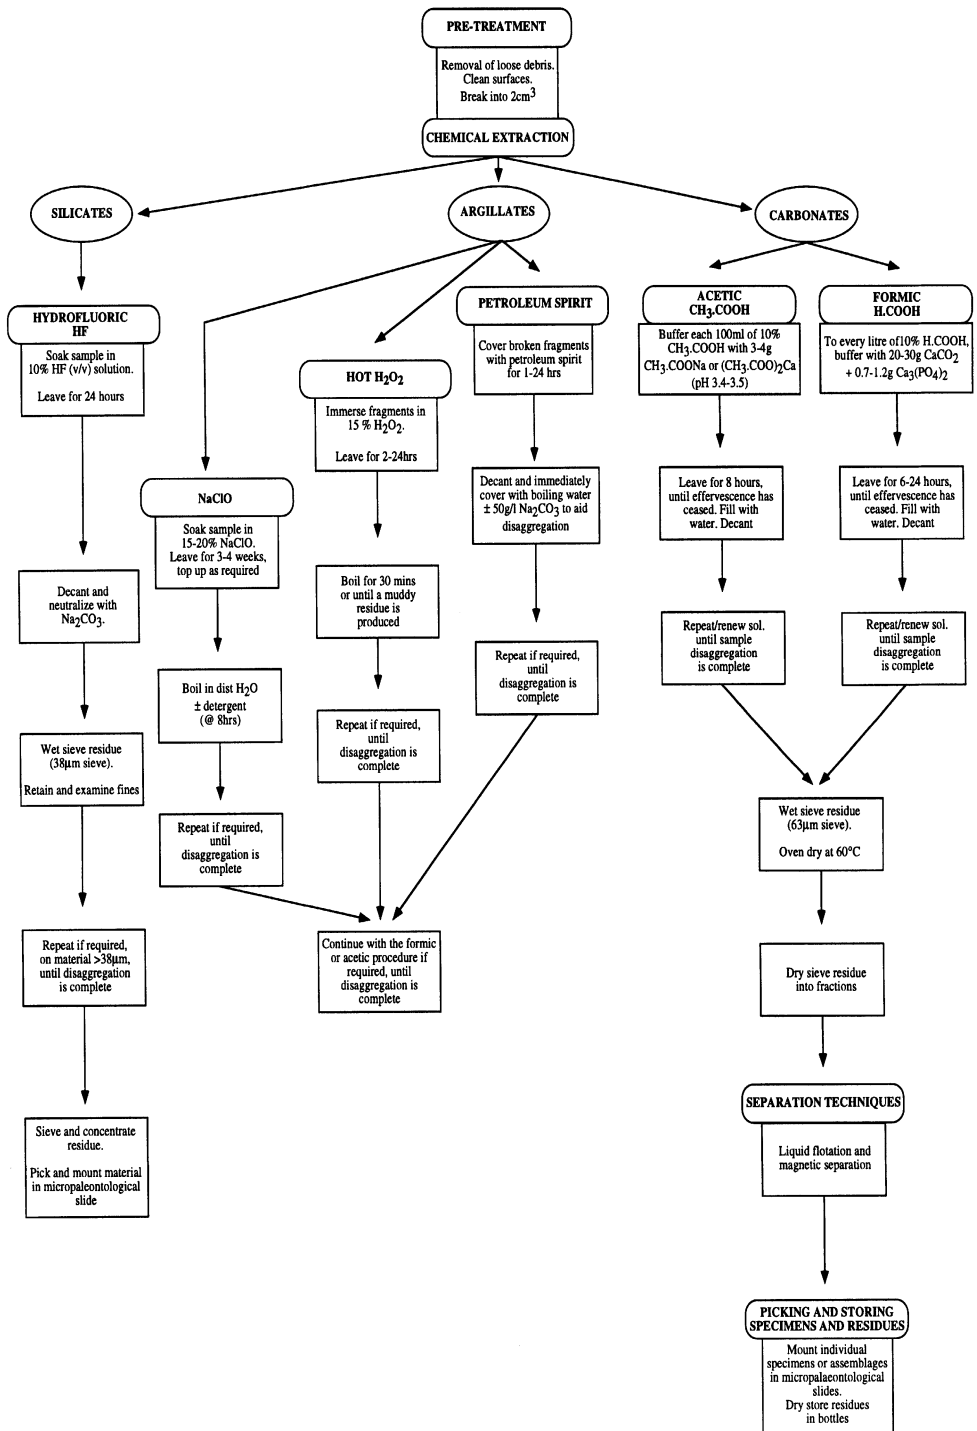 PRE-TREATMENT
Removal of loose debris.
Clean surfaces.
Break into 2cm3
CHEMICAL EXTRACTION
SILICATES
ARGILLATES
CARBONATES
HYDROFLUORIC
HF
Soak sample in
10% HF (v/v) solution.
Leave for 24 hours
Decant and
neutralize with
Na2CO3.
Wet sieve residue
(38µm sieve).
Retain and examine fines
Repeat if required,
on material >38µm,
until disaggregation
is complete
Sieve and concentrate
residue.
Pick and mount material
in micropaleontological
slide
NaClO
Soak sample in
15-20% NaClO.
Leave for 3-4 weeks,
top up as required
Boil in dist H2O
± detergent
(@ 8hrs)
Repeat if required,
until
disaggregation is
complete
HOT H2O2
Immerse fragments in
15 % H2O2.
Leave for 2-24hrs
Boil for 30 mins
or until a muddy
residue is
produced
Repeat if required,
until
disaggregation is
complete
PETROLEUM SPIRIT
Cover broken fragments
with petroleum spirit
for 1-24 hrs
Decant and immediately
cover with boiling water
± 50g/l Na2CO3 to aid
disaggregation
Repeat if required,
until
disaggregation is
complete
Continue with the formic
or acetic procedure if
required, until
disaggregation is
complete
ACETIC
CH3.COOH
Buffer each 100ml of 10%
CH3.COOH with 3-4g
CH3.COONa or (CH3.COO)2Ca
(pH 3.4-3.5)
Leave for 8 hours,
until effervescence has
ceased. Fill with
water. Decant
Repeat/renew sol.
until sample
disaggregation
is complete
FORMIC
H.COOH
To every litre of10% H.COOH,
buffer with 20-30g CaCO2
+ 0.7-1.2g Ca3(PO4)2
Leave for 6-24 hours,
until effervescence has
ceased. Fill with
water. Decant
Repeat/renew sol.
until sample
disaggregation
is complete
Wet sieve residue
(63µm sieve).
Oven dry at 60°C
Dry sieve residue
into fractions
SEPARATION TECHNIQUES
Liquid flotation and
magnetic separation
PICKING AND STORING
SPECIMENS AND RESIDUES
Mount individual
specimens or assemblages
in micropalaeontological
slides.
Dry store residues
in bottles